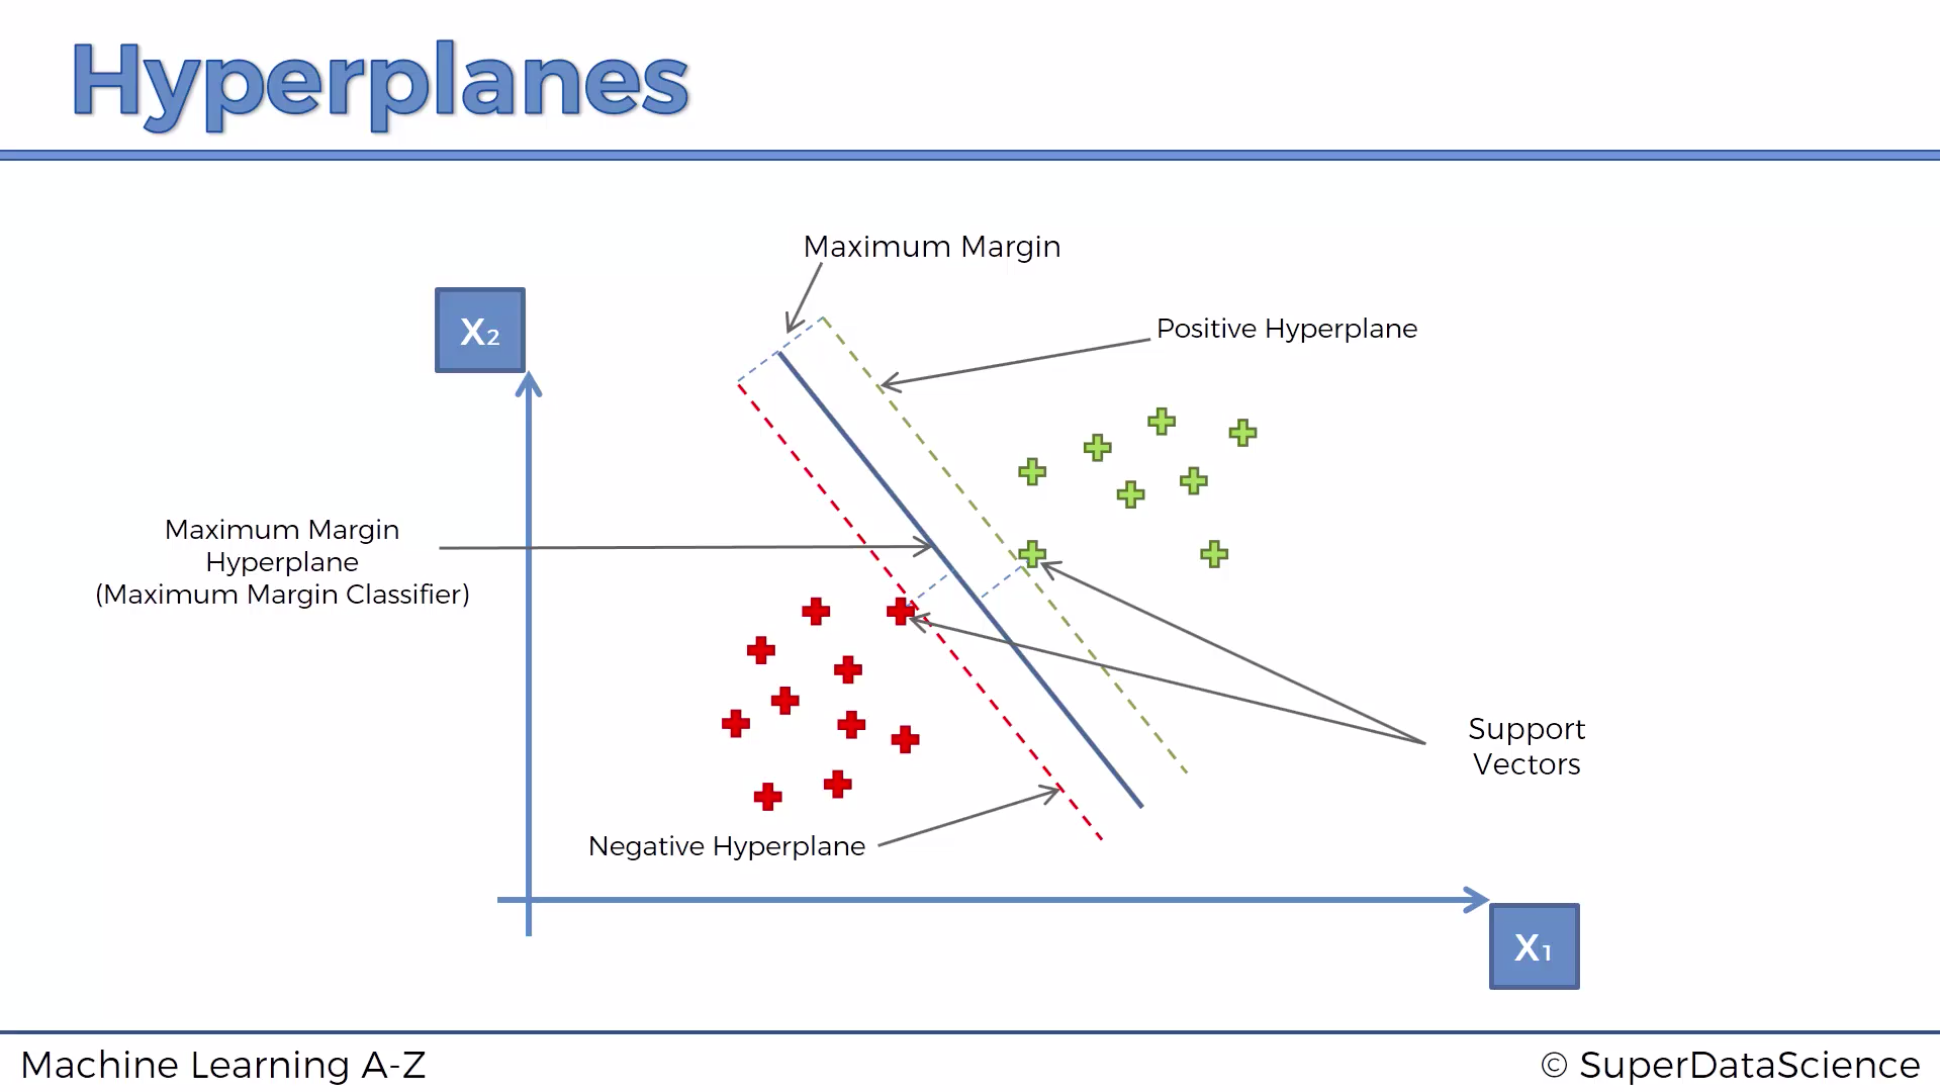 Hyperplanes
Maximum Margin
X2
Positive Hyperplane
Maximum Margin
Hyperplane
(Maximum Margin Classifier)
Support
Vectors
Negative Hyperplane
X1
Machine Learning A-Z
© SuperDataScience